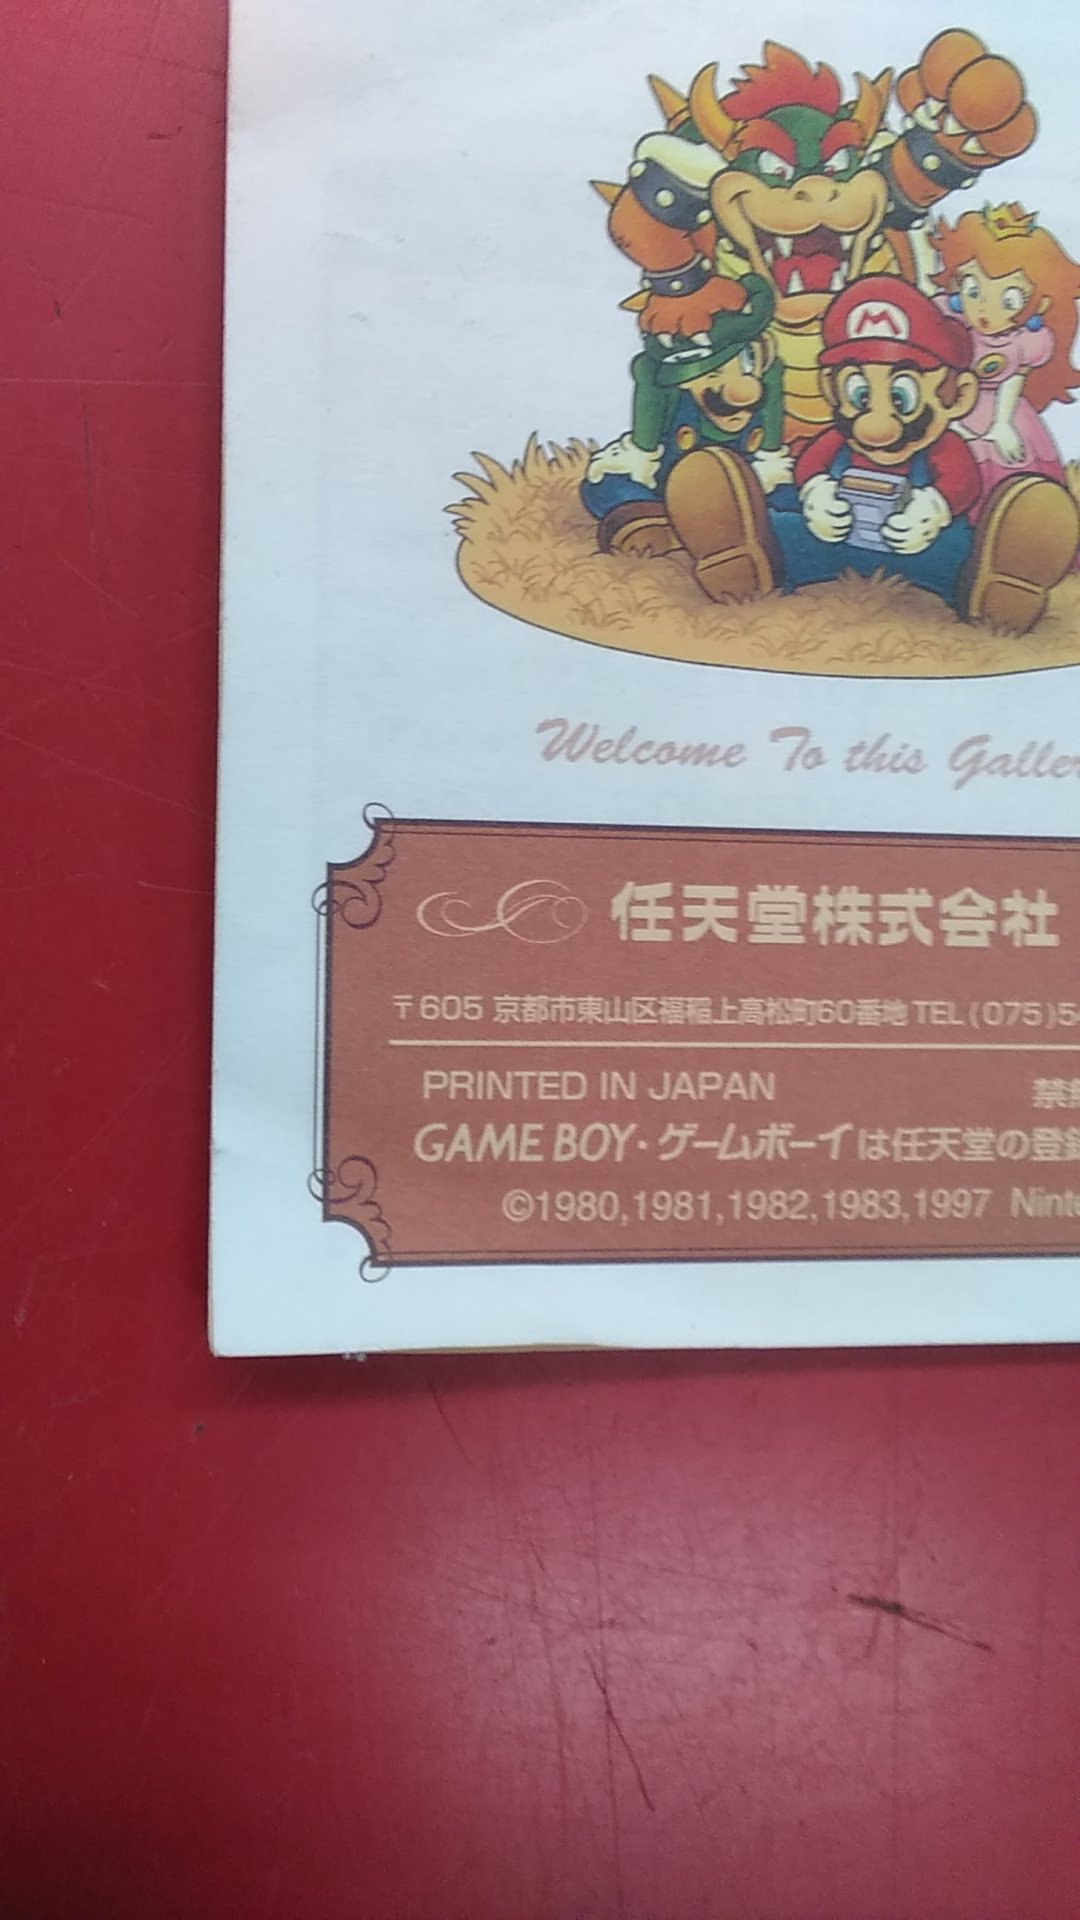 M
Welcome To this
任天堂株式会社
〒605 京都市東山区福稲上高松町60番地 TEL (075)5
PRINTED IN JAPAN 禁
GAME BOY・ゲームボーイは任天堂の登
©1980,1981,1982,1983,1997